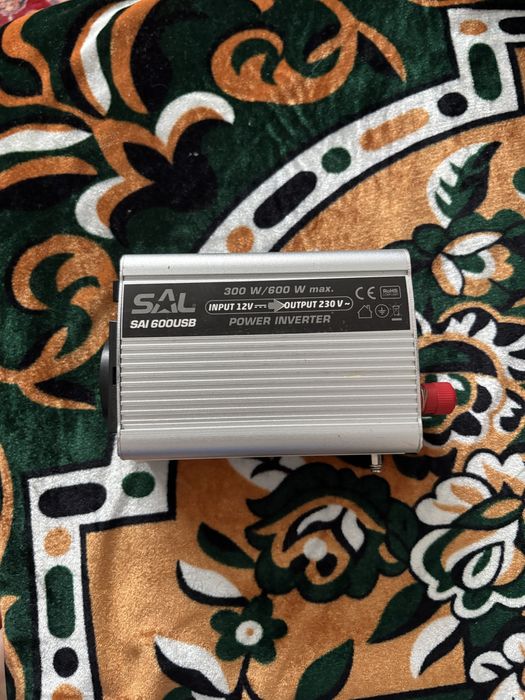 SAL
SAI 600USB
300 W/600 W max.
INPUT 12V ⎓ OUTPUT 230 V ~
POWER INVERTER
CE
RoHS